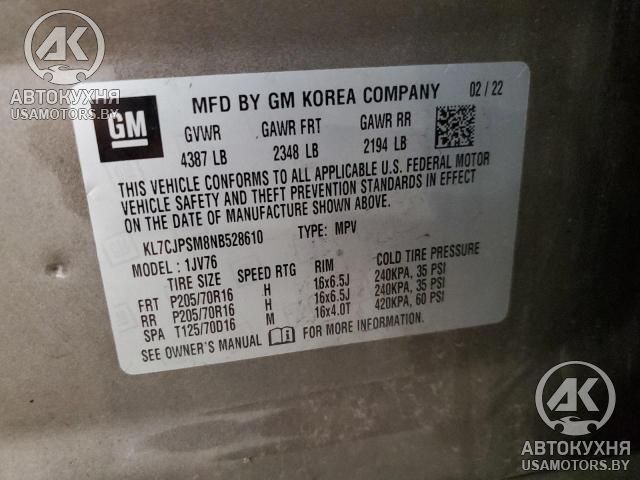 AK
АВТОКУХНЯ
USAMOTORS.BY
GM
MFD BY GM KOREA COMPANY 02 / 22
GVWR GAWR FRT GAWR RR
4387 LB 2348 LB 2194 LB
THIS VEHICLE CONFORMS TO ALL APPLICABLE U.S. FEDERAL MOTOR
VEHICLE SAFETY AND THEFT PREVENTION STANDARDS IN EFFECT
ON THE DATE OF MANUFACTURE SHOWN ABOVE.
KL7CJPSM8NB528610 TYPE: MPV
MODEL : 1JV76
TIRE SIZE SPEED RTG RIM COLD TIRE PRESSURE
FRT P205/70R16 H 16x6.5J 240KPA, 35 PSI
RR P205/70R16 H 16x6.5J 240KPA, 35 PSI
SPA T125/70D16 M 16x4.0T 420KPA, 60 PSI
SEE OWNER'S MANUAL FOR MORE INFORMATION.
AK
АВТОКУХНЯ
USAMOTORS.BY